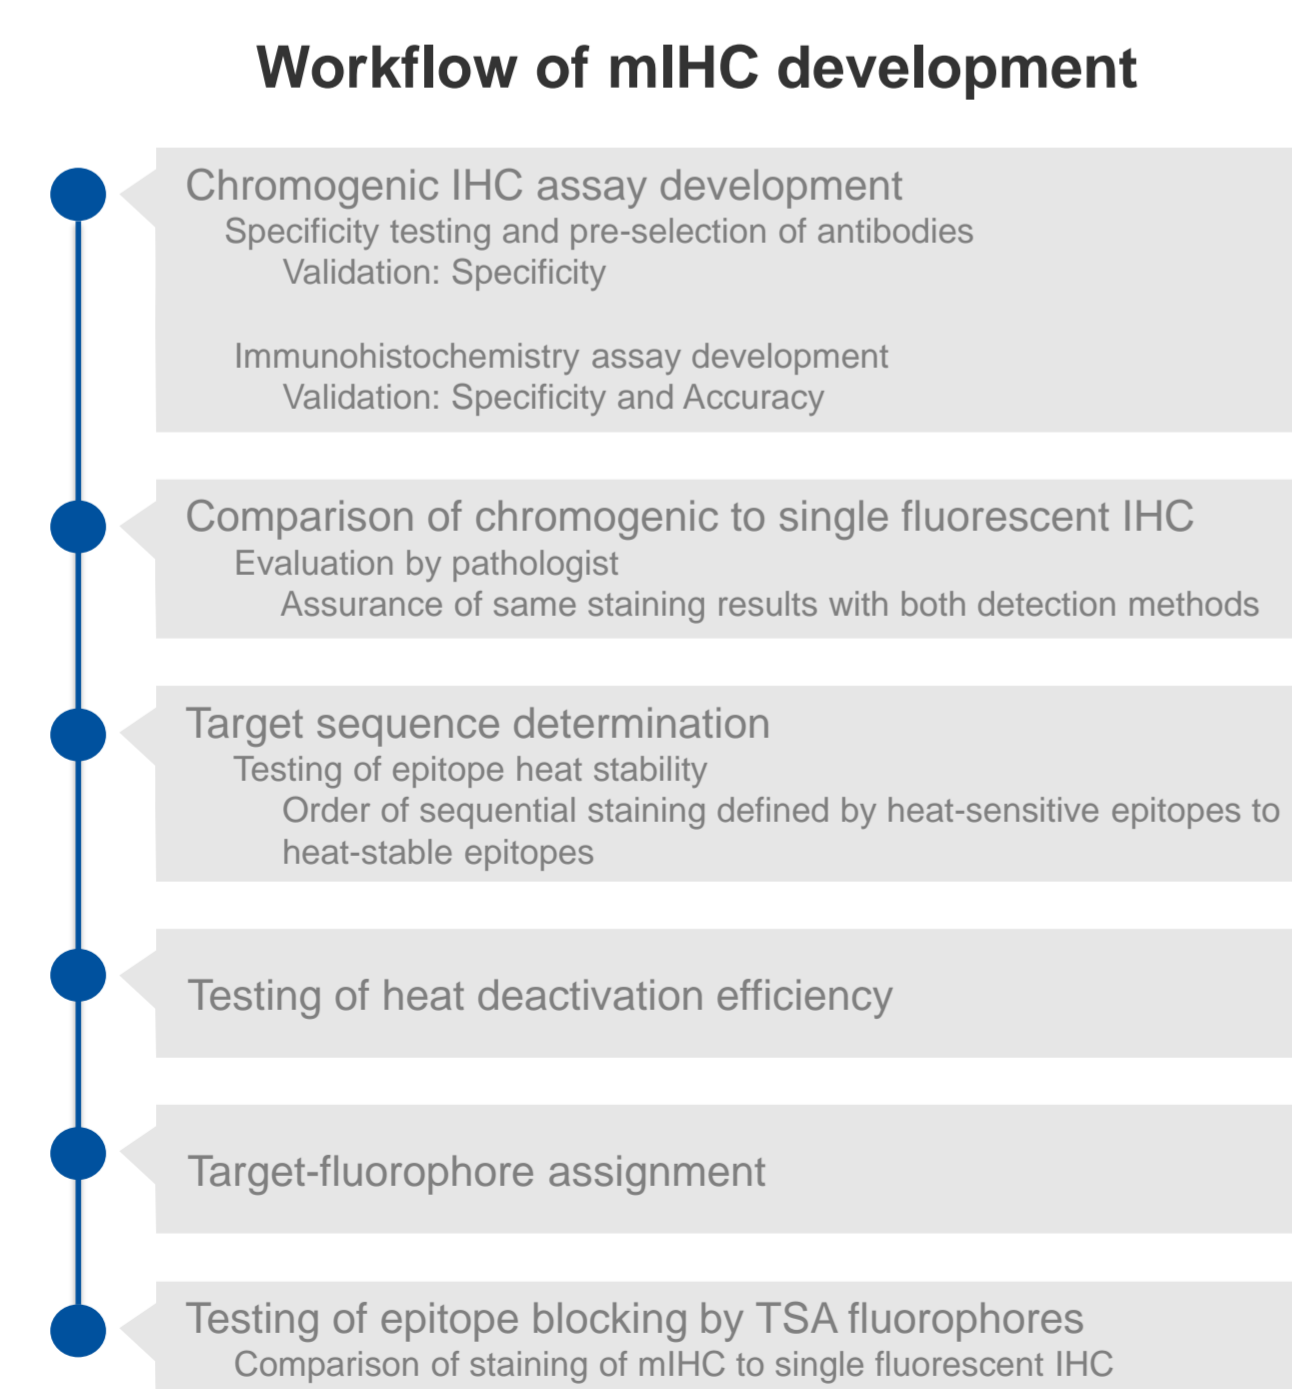 Workflow of mIHC development
Chromogenic IHC assay development
Specificity testing and pre-selection of antibodies
Validation: Specificity
Immunohistochemistry assay development
Validation: Specificity and Accuracy
Comparison of chromogenic to single fluorescent IHC
Evaluation by pathologist
Assurance of same staining results with both detection methods
Target sequence determination
Testing of epitope heat stability
Order of sequential staining defined by heat-sensitive epitopes to
heat-stable epitopes
Testing of heat deactivation efficiency
Target-fluorophore assignment
Testing of epitope blocking by TSA fluorophores
Comparison of staining of mIHC to single fluorescent IHC